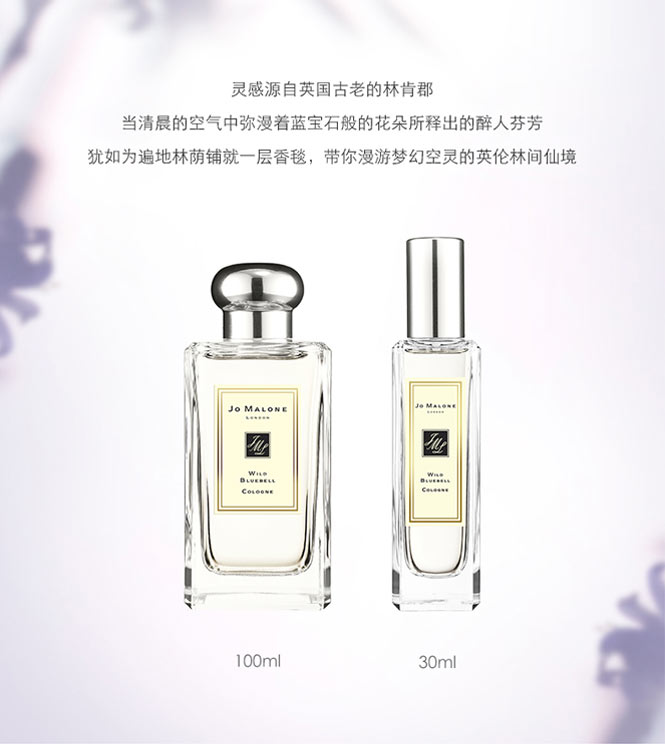 灵感源自英国古老的林肯郡
当清晨的空气中弥漫着蓝宝石般的花朵所释出的醉人芬芳
犹如为遍地林荫铺就一层香毯，带你漫游梦幻空灵的英伦林间仙境
JO MALONE
LONDON
WILD
BLUEBELL
COLOGNE
JO MALONE
LONDON
WILD
BLUEBELL
COLOGNE
100ml
30ml